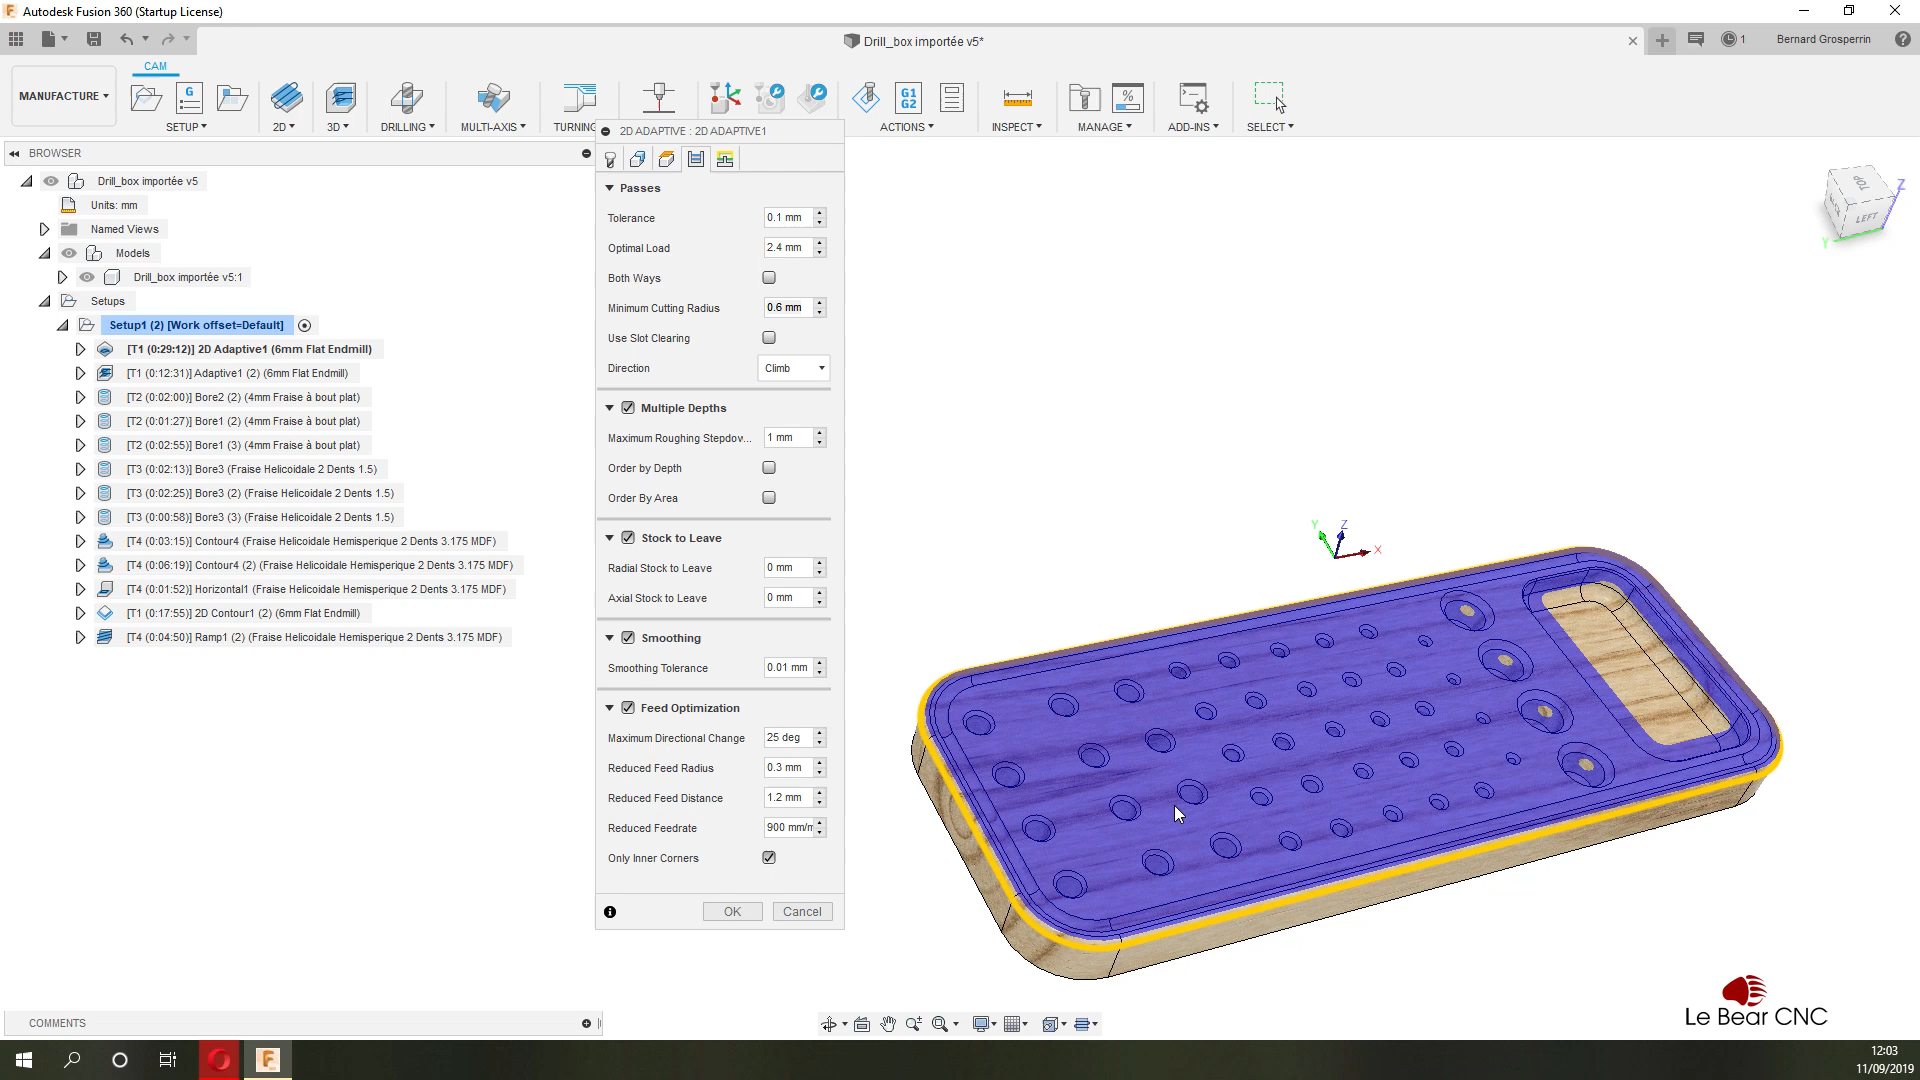 Autodesk Fusion 360 (Startup License)
Drill_box importée v5*
1
Bernard Grosperrin
MANUFACTURE
CAM
G
G1
G2
%
SETUP
2D
3D
DRILLING
MULTI-AXIS
TURNING
ACTIONS
INSPECT
MANAGE
ADD-INS
SELECT
BROWSER
Drill_box importée v5
Units: mm
Named Views
Models
Drill_box importée v5:1
Setups
Setup1 (2) [Work offset=Default]
[T1 (0:29:12)] 2D Adaptive1 (6mm Flat Endmill)
[T1 (0:12:31)] Adaptive1 (2) (6mm Flat Endmill)
[T2 (0:02:00)] Bore2 (2) (4mm Fraise à bout plat)
[T2 (0:01:27)] Bore1 (2) (4mm Fraise à bout plat)
[T2 (0:02:55)] Bore1 (3) (4mm Fraise à bout plat)
[T3 (0:02:13)] Bore3 (Fraise Helicoidale 2 Dents 1.5)
[T3 (0:02:25)] Bore3 (2) (Fraise Helicoidale 2 Dents 1.5)
[T3 (0:00:58)] Bore3 (3) (Fraise Helicoidale 2 Dents 1.5)
[T4 (0:03:15)] Contour4 (Fraise Helicoidale Hemisperique 2 Dents 3.175 MDF)
[T4 (0:06:19)] Contour4 (2) (Fraise Helicoidale Hemisperique 2 Dents 3.175 MDF)
[T4 (0:01:52)] Horizontal1 (Fraise Helicoidale Hemisperique 2 Dents 3.175 MDF)
[T1 (0:17:55)] 2D Contour1 (2) (6mm Flat Endmill)
[T4 (0:04:50)] Ramp1 (2) (Fraise Helicoidale Hemisperique 2 Dents 3.175 MDF)
2D ADAPTIVE : 2D ADAPTIVE1
Passes
Tolerance 0.1 mm
Optimal Load 2.4 mm
Both Ways
Minimum Cutting Radius 0.6 mm
Use Slot Clearing
Direction Climb
Multiple Depths
Maximum Roughing Stepdov... 1 mm
Order by Depth
Order By Area
Stock to Leave
Radial Stock to Leave 0 mm
Axial Stock to Leave 0 mm
Smoothing
Smoothing Tolerance 0.01 mm
Feed Optimization
Maximum Directional Change 25 deg
Reduced Feed Radius 0.3 mm
Reduced Feed Distance 1.2 mm
Reduced Feedrate 900 mm/m
Only Inner Corners
OK
Cancel
TOP
LEFT
Z
Y
Y
Z
X
Le Bear CNC
COMMENTS
12:03
11/09/2019